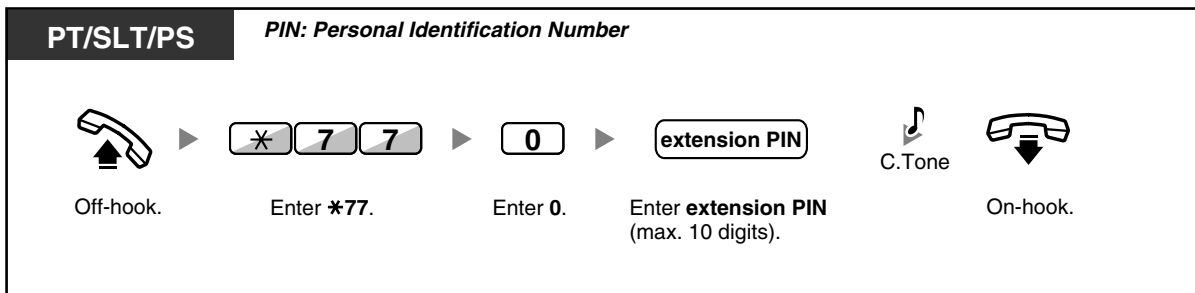 PT/SLT/PS
PIN: Personal Identification Number
✳ 7 7
0
extension PIN
C.Tone
Off-hook.
Enter ✳77.
Enter 0.
Enter extension PIN
(max. 10 digits).
On-hook.